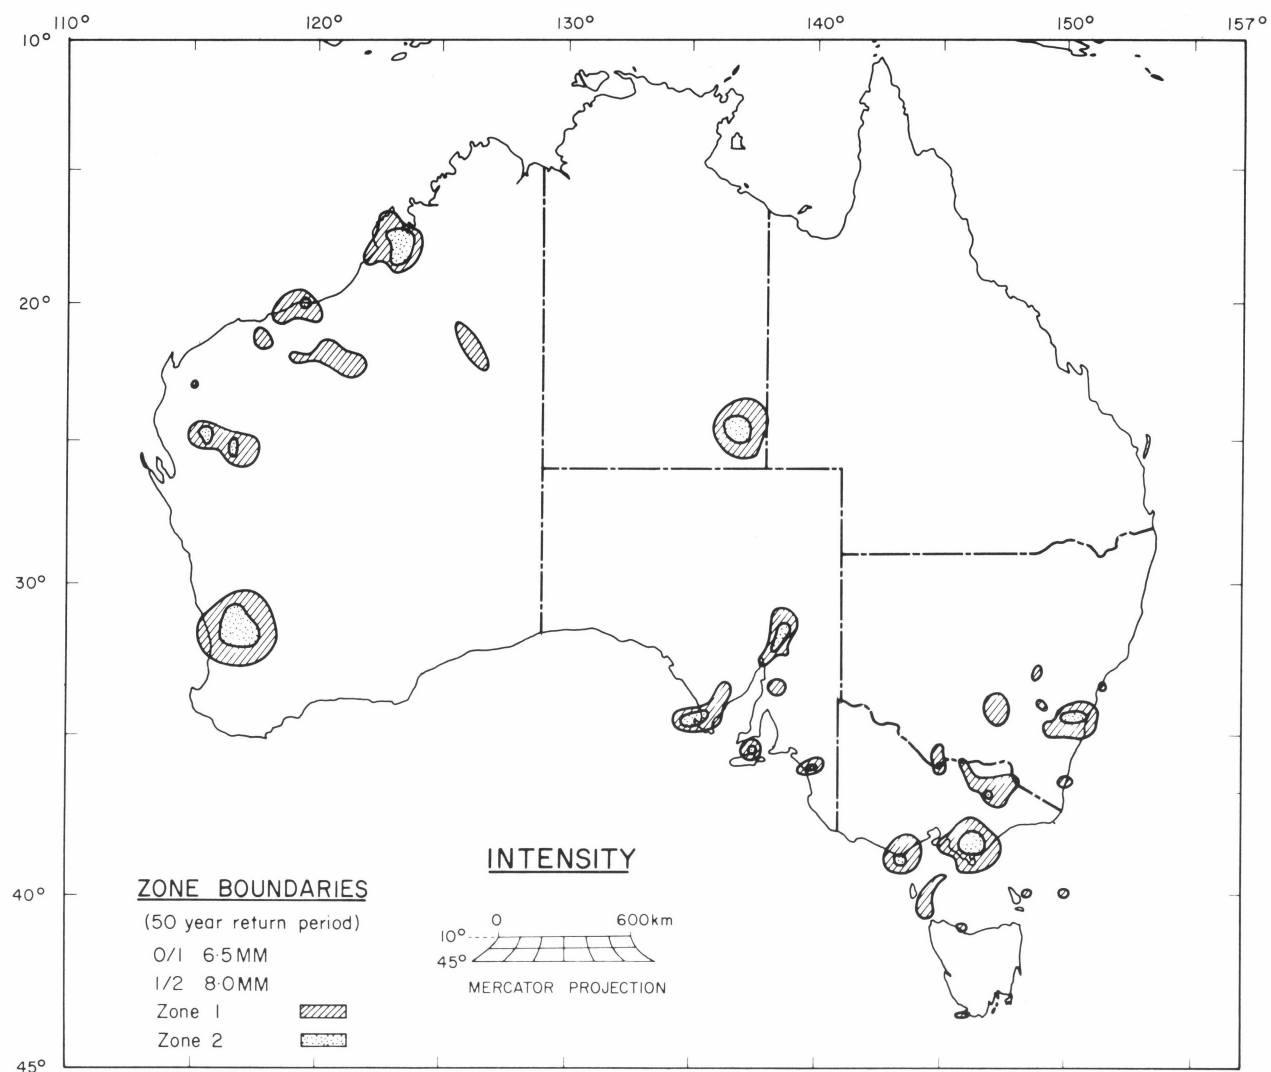 110° 120° 130° 140° 150° 157°
10°
20°
30°
40°
45°
INTENSITY
ZONE BOUNDARIES
(50 year return period)
0/1 6·5MM
1/2 8·0MM
Zone 1
Zone 2
0 600km
10°
45°
MERCATOR PROJECTION